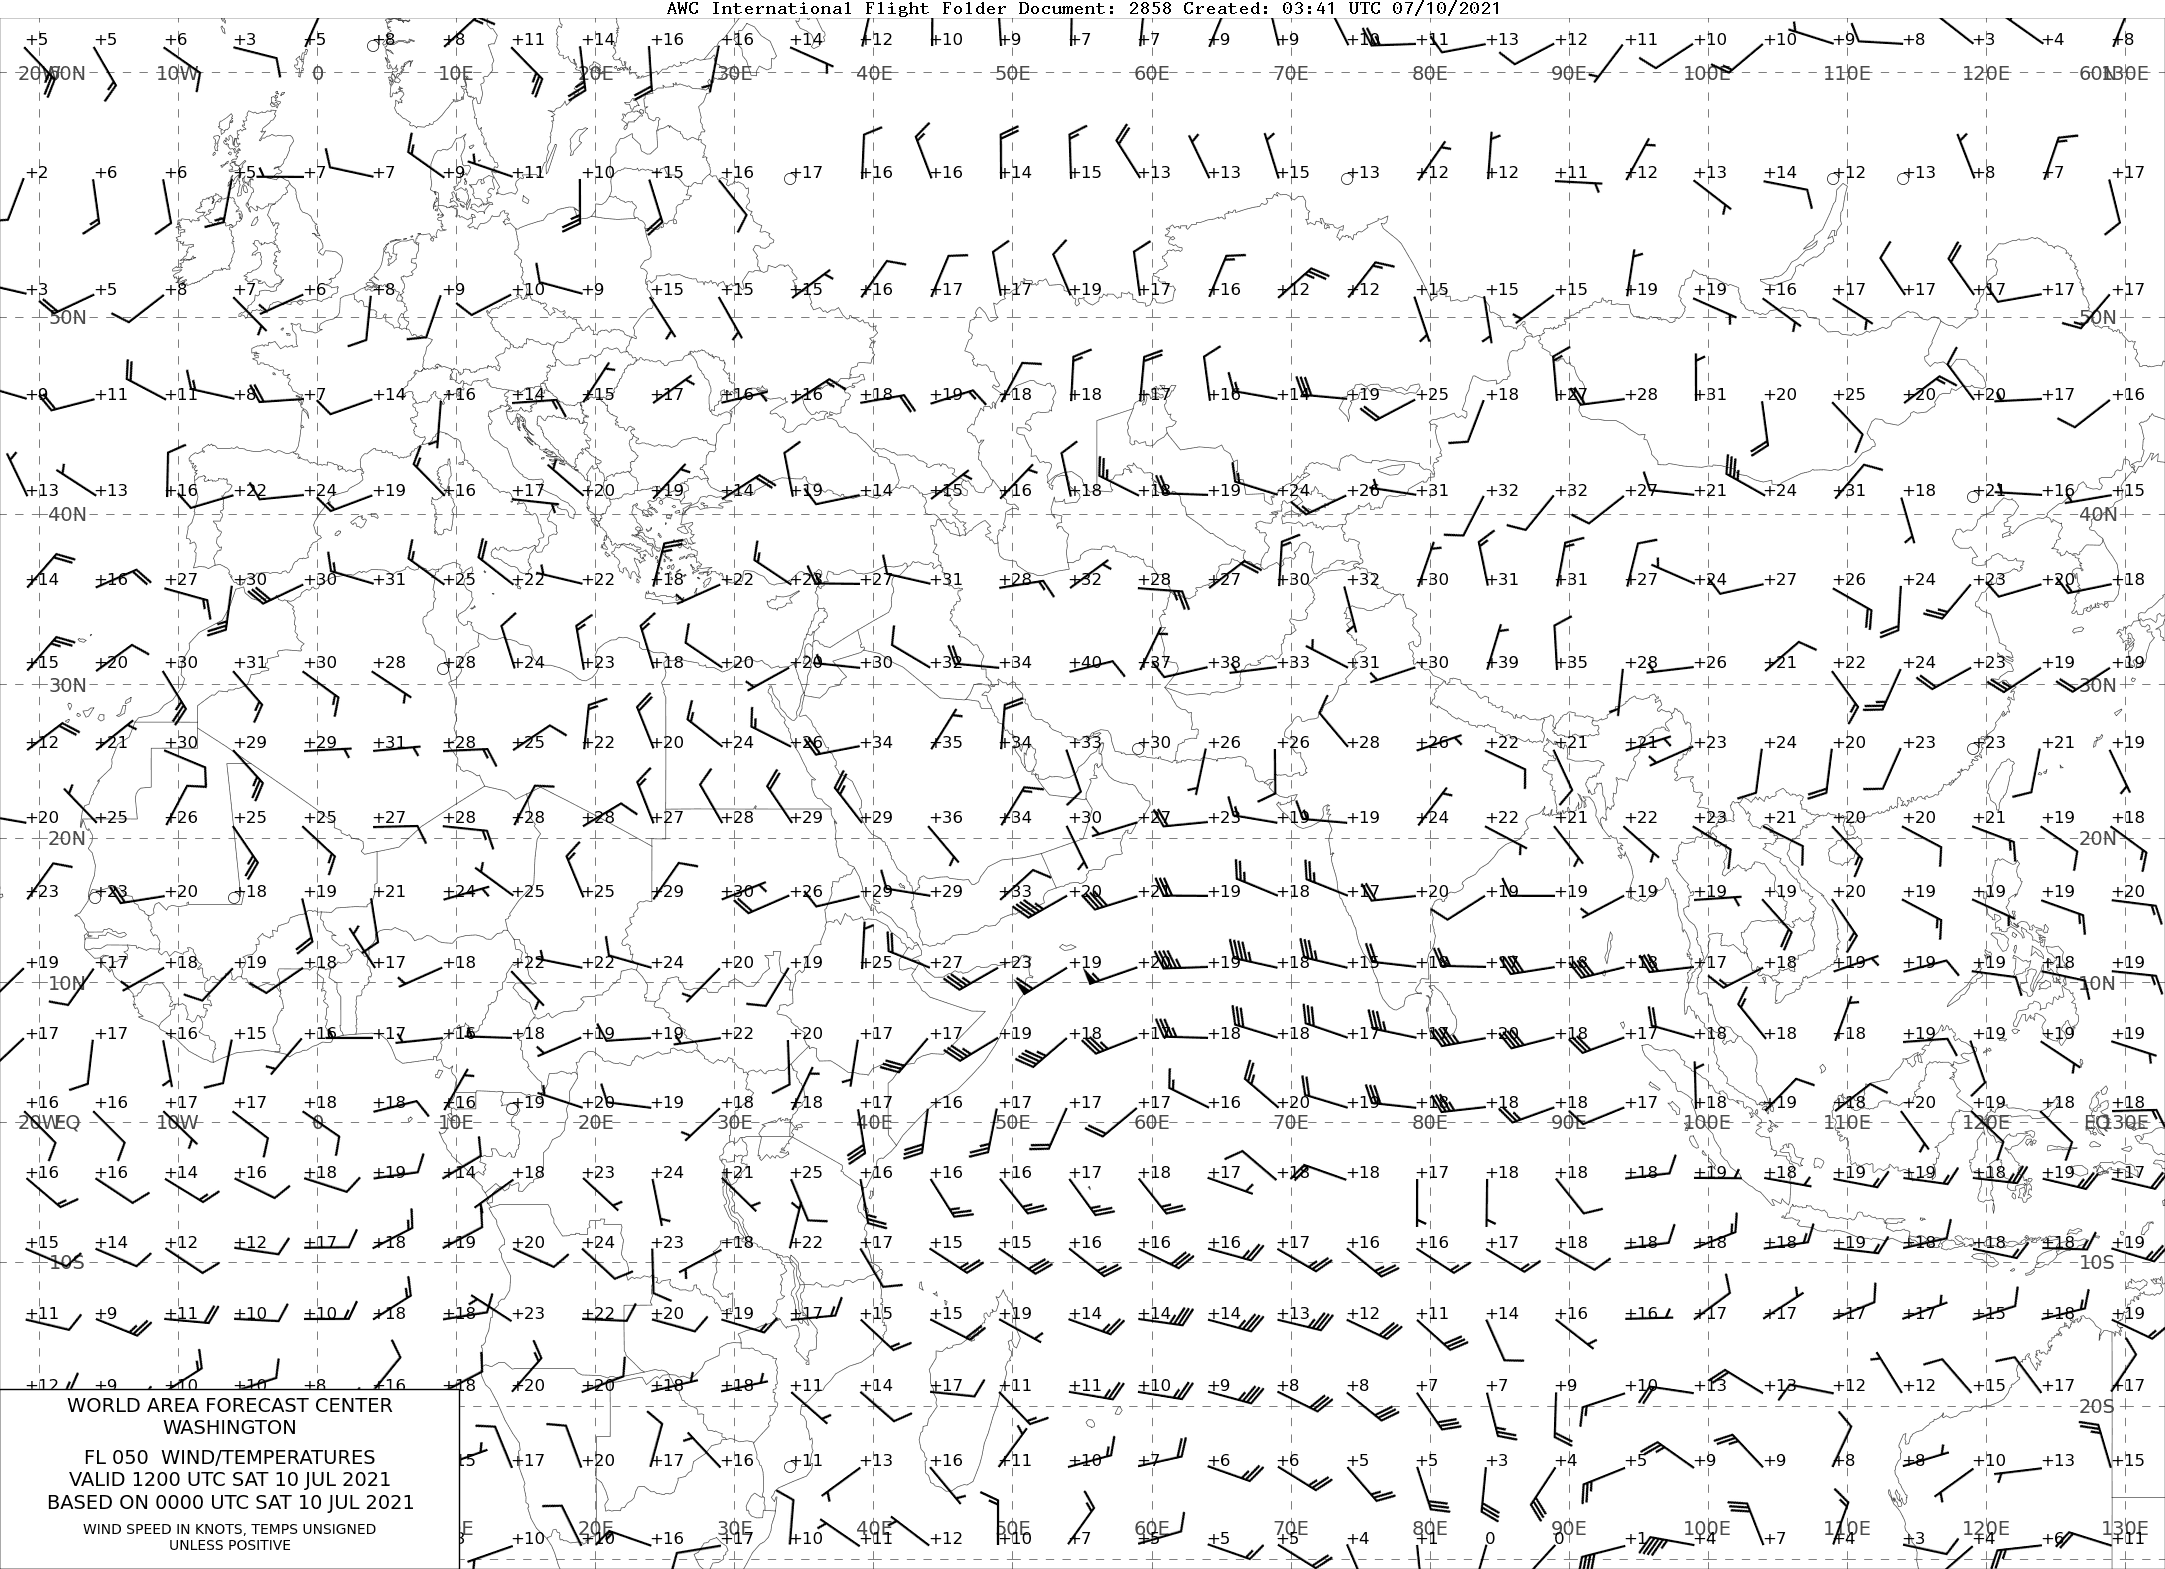 AWC International Flight Folder Document: 2858 Created: 03:41 UTC 07/10/2021
+5 +5 +6 +3 +5 +8 +8 +11 +14 +16 +16 +14 +12 +10 +9 +7 +7 +9 +9 +10 +11 +13 +12 +11 +10 +10 +9 +8 +3 +4 +8
20W 60N 10W 0 10E 20E 30E 40E 50E 60E 70E 80E 90E 100E 110E 120E 60N 130E
+2 +6 +6 +5 +7 +7 +9 +11 +10 +15 +16 +17 +16 +16 +14 +15 +13 +13 +15 +13 +12 +12 +11 +12 +13 +14 +12 +13 +8 +7 +17
+3 +5 +8 +7 +6 +8 +9 +10 +9 +15 +15 +15 +16 +17 +17 +19 +17 +16 +12 +12 +15 +15 +15 +19 +19 +16 +17 +17 +17 +17 +17
50N 50N
+9 +11 +11 +8 +7 +14 +16 +14 +15 +17 +16 +16 +18 +19 +18 +18 +17 +16 +14 +19 +25 +18 +27 +28 +31 +20 +25 +20 +20 +17 +16
+13 +13 +16 +22 +24 +19 +16 +17 +20 +19 +14 +19 +14 +15 +16 +18 +18 +19 +24 +26 +31 +32 +32 +27 +21 +24 +31 +18 +21 +16 +15
40N 40N
+14 +16 +27 +30 +30 +31 +25 +22 +22 +18 +22 +23 +27 +31 +28 +32 +28 +27 +30 +32 +30 +31 +31 +27 +24 +27 +26 +24 +23 +20 +18
+15 +20 +30 +31 +30 +28 +28 +24 +23 +18 +20 +20 +30 +32 +34 +40 +37 +38 +33 +31 +30 +39 +35 +28 +26 +21 +22 +24 +23 +19 +19
30N 30N
+12 +21 +30 +29 +29 +31 +28 +25 +22 +20 +24 +26 +34 +35 +34 +33 +30 +26 +26 +28 +26 +22 +21 +21 +23 +24 +20 +23 +23 +21 +19
+20 +25 +26 +25 +25 +27 +28 +28 +28 +27 +28 +29 +29 +36 +34 +30 +27 +23 +19 +19 +24 +22 +21 +22 +23 +21 +20 +20 +21 +19 +18
20N 20N
+23 +23 +20 +18 +19 +21 +24 +25 +25 +29 +30 +26 +29 +29 +33 +20 +19 +18 +17 +20 +19 +19 +19 +19 +19 +20 +19 +19 +19 +20
+19 +17 +18 +19 +18 +17 +18 +22 +22 +24 +20 +19 +25 +27 +23 +19 +20 +19 +18 +15 +18 +17 +18 +19 +19 +19 +18 +19
10N 10N
+17 +17 +16 +15 +16 +17 +16 +18 +19 +19 +22 +20 +17 +17 +19 +18 +17 +18 +18 +17 +17 +20 +18 +17 +18 +18 +18 +19 +19 +19 +19
+16 +16 +17 +17 +18 +18 +16 +19 +20 +19 +18 +18 +17 +16 +17 +17 +17 +16 +20 +19 +18 +18 +18 +17 +18 +19 +18 +20 +19 +18 +18
20W EQ 10W 0 10E 20E 30E 40E 50E 60E 70E 80E 90E 100E 110E 120E EQ 130E
+16 +16 +14 +16 +18 +19 +14 +18 +23 +24 +21 +25 +16 +16 +16 +17 +18 +17 +18 +18 +17 +18 +18 +18 +19 +18 +19 +19 +18 +19 +17
+15 +14 +12 +12 +17 +18 +19 +20 +24 +23 +18 +22 +17 +15 +15 +16 +16 +16 +17 +16 +16 +17 +18 +18 +18 +18 +19 +18 +18 +18 +19
10S 10S
+11 +9 +11 +10 +10 +18 +18 +23 +22 +20 +19 +17 +15 +15 +19 +14 +14 +14 +13 +12 +11 +14 +16 +16 +17 +17 +17 +17 +15 +18 +19
+12 +9 +10 +10 +8 +16 +18 +20 +20 +18 +18 +11 +14 +17 +11 +11 +10 +9 +8 +8 +7 +7 +9 +10 +13 +13 +12 +12 +15 +17 +17
20S 20S
+17 +20 +17 +16 +11 +13 +16 +11 +10 +7 +6 +6 +5 +5 +3 +4 +5 +9 +9 +8 +8 +10 +13 +15
20E 30E 40E 50E 60E 70E 80E 90E 100E 110E 120E 130E
+10 +10 +16 +17 +10 +11 +12 +10 +7 +5 +5 +5 +4 +1 0 0 +1 +4 +7 +4 +3 +4 +6 +11
WORLD AREA FORECAST CENTER
WASHINGTON
FL 050 WIND/TEMPERATURES
VALID 1200 UTC SAT 10 JUL 2021
BASED ON 0000 UTC SAT 10 JUL 2021
WIND SPEED IN KNOTS, TEMPS UNSIGNED
UNLESS POSITIVE